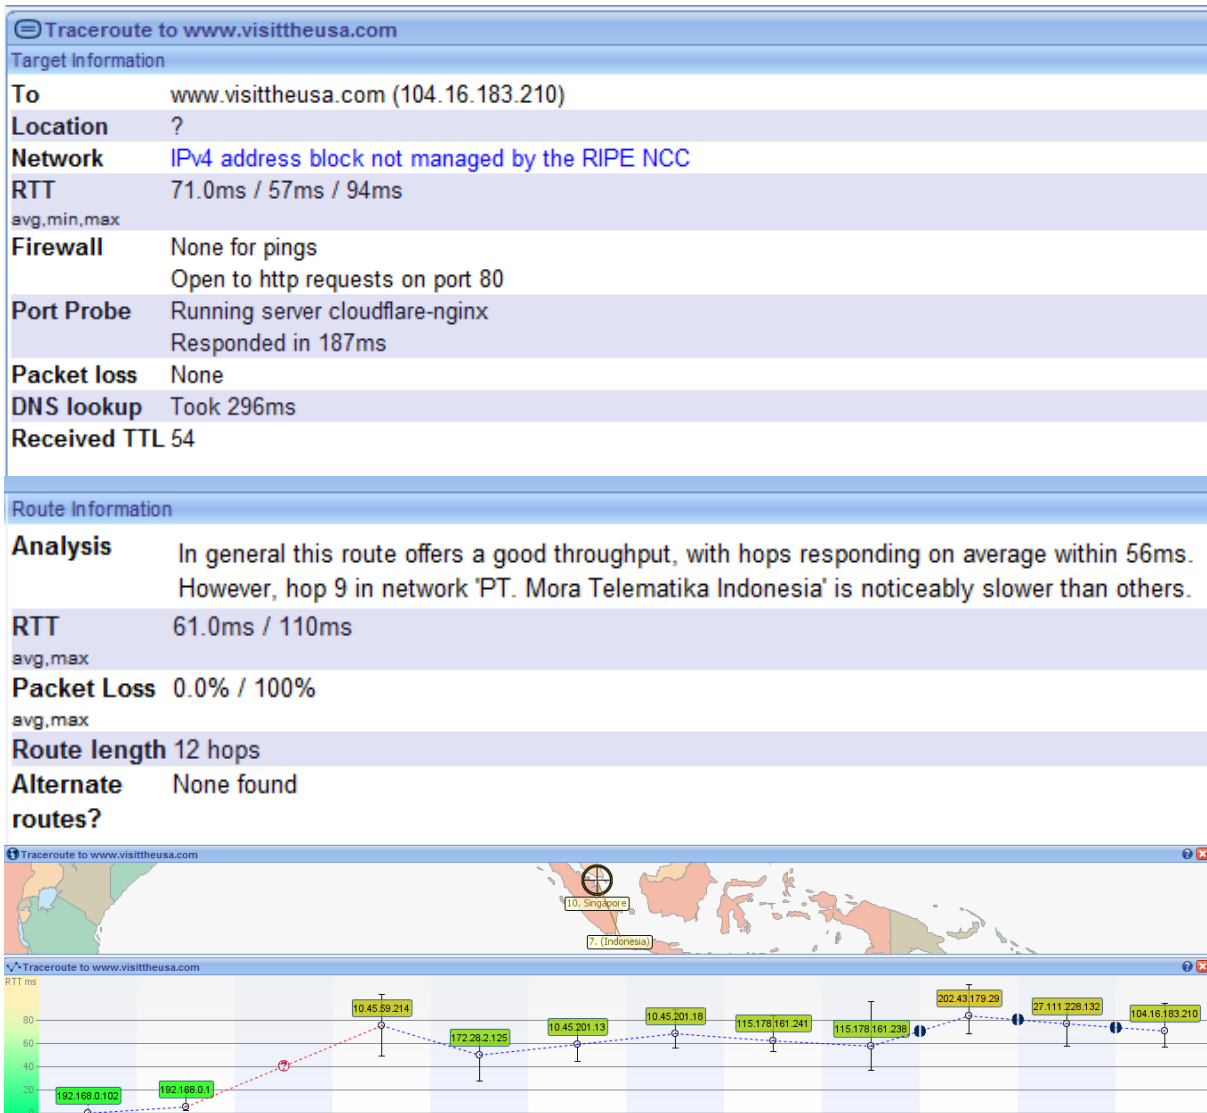 Traceroute to www.visittheusa.com
Target Information
To www.visittheusa.com (104.16.183.210)
Location ?
Network IPv4 address block not managed by the RIPE NCC
RTT 71.0ms / 57ms / 94ms
avg,min,max
Firewall None for pings
Open to http requests on port 80
Port Probe Running server cloudflare-nginx
Responded in 187ms
Packet loss None
DNS lookup Took 296ms
Received TTL 54
Route Information
Analysis In general this route offers a good throughput, with hops responding on average within 56ms.
However, hop 9 in network 'PT. Mora Telematika Indonesia' is noticeably slower than others.
RTT 61.0ms / 110ms
avg,max
Packet Loss 0.0% / 100%
avg,max
Route length 12 hops
Alternate None found
routes?
Traceroute to www.visittheusa.com
10. Singapore
7. (Indonesia)
Traceroute to www.visittheusa.com
RTT ms
80
60
40
20
0
192.168.0.102
192.168.0.1
?
10.45.59.214
172.28.2.125
10.45.201.13
10.45.201.18
115.178.161.241
115.178.161.238
202.43.179.29
27.111.228.132
104.16.183.210